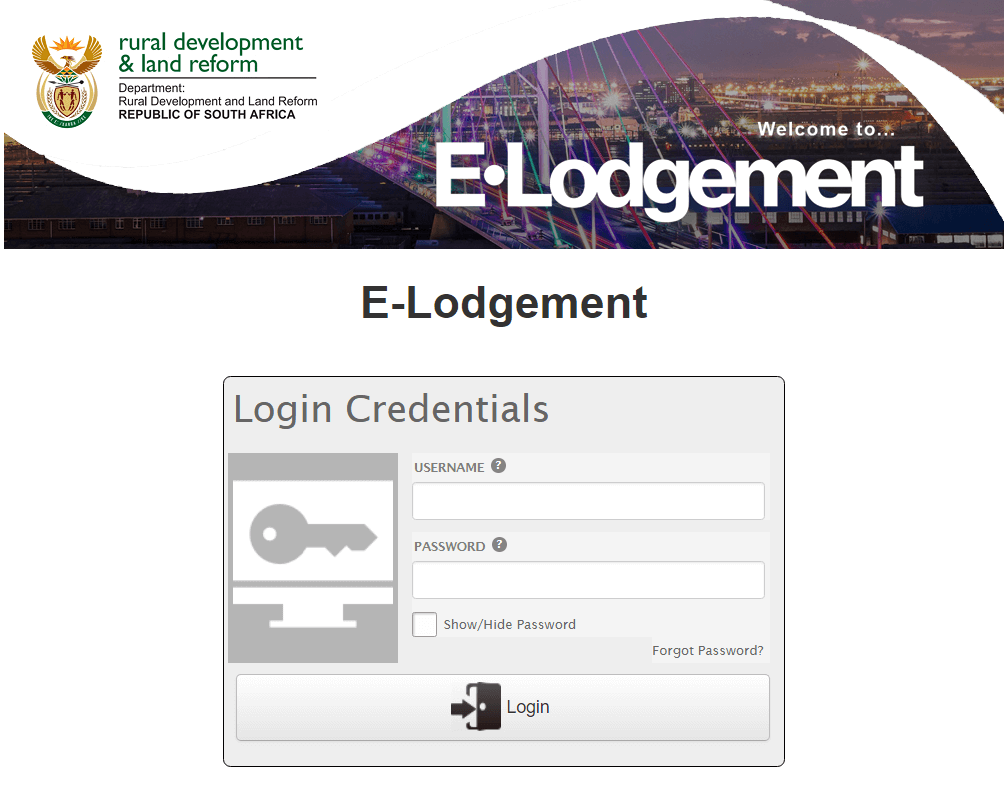 rural development
& land reform
Department:
Rural Development and Land Reform
REPUBLIC OF SOUTH AFRICA
Welcome to...
E•Lodgement
E-Lodgement
Login Credentials
USERNAME ?
PASSWORD ?
Show/Hide Password
Forgot Password?
Login